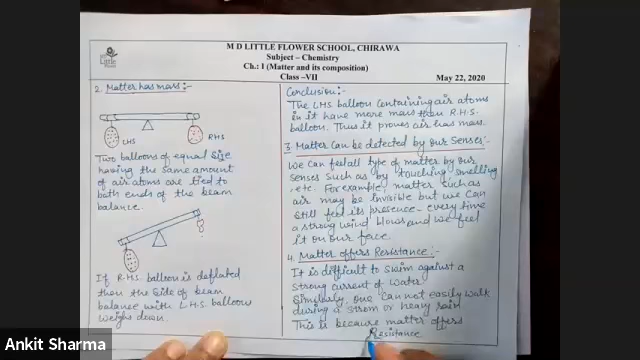 M D LITTLE FLOWER SCHOOL, CHIRAWA
Subject – Chemistry
Ch.: 1 (Matter and its composition)
Class –VII
May 22, 2020
Little
2. Matter has mass:-
LHS
RHS
Two balloons of equal size
having the same amount
of air atoms are tied to
both ends of the beam
balance.
If R.H.S balloon is deflated
then the side of beam
balance with L.H.S balloons
weighs down.
Conclusion:-
The LHS balloon containing air atoms
in it have more mass then R.H.S
balloon. Thus it proves air has mass.
3. Matter Can be detected by Our Senses:-
We can feel all type of matter by our
senses such as by touching, smelling
, etc. For example, matter such as
air may be invisible but we can
still feel its presence every time
a strong wind blows and we feel
it on our face.
4. Matter offers Resistance:-
It is difficult to swim against a
strong current of water
Similarly, one cannot easily walk
during a strom or heavy rain
This is because matter offers
Resistance
Ankit Sharma